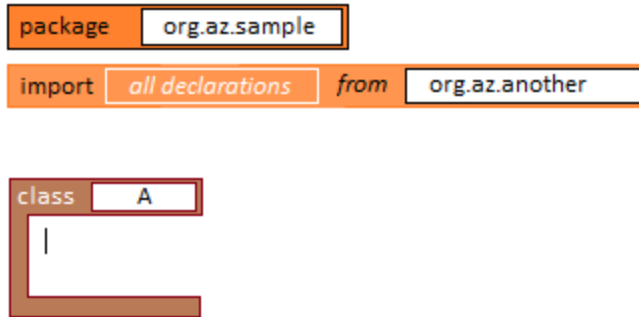 package org.az.sample
import all declarations from org.az.another
class A